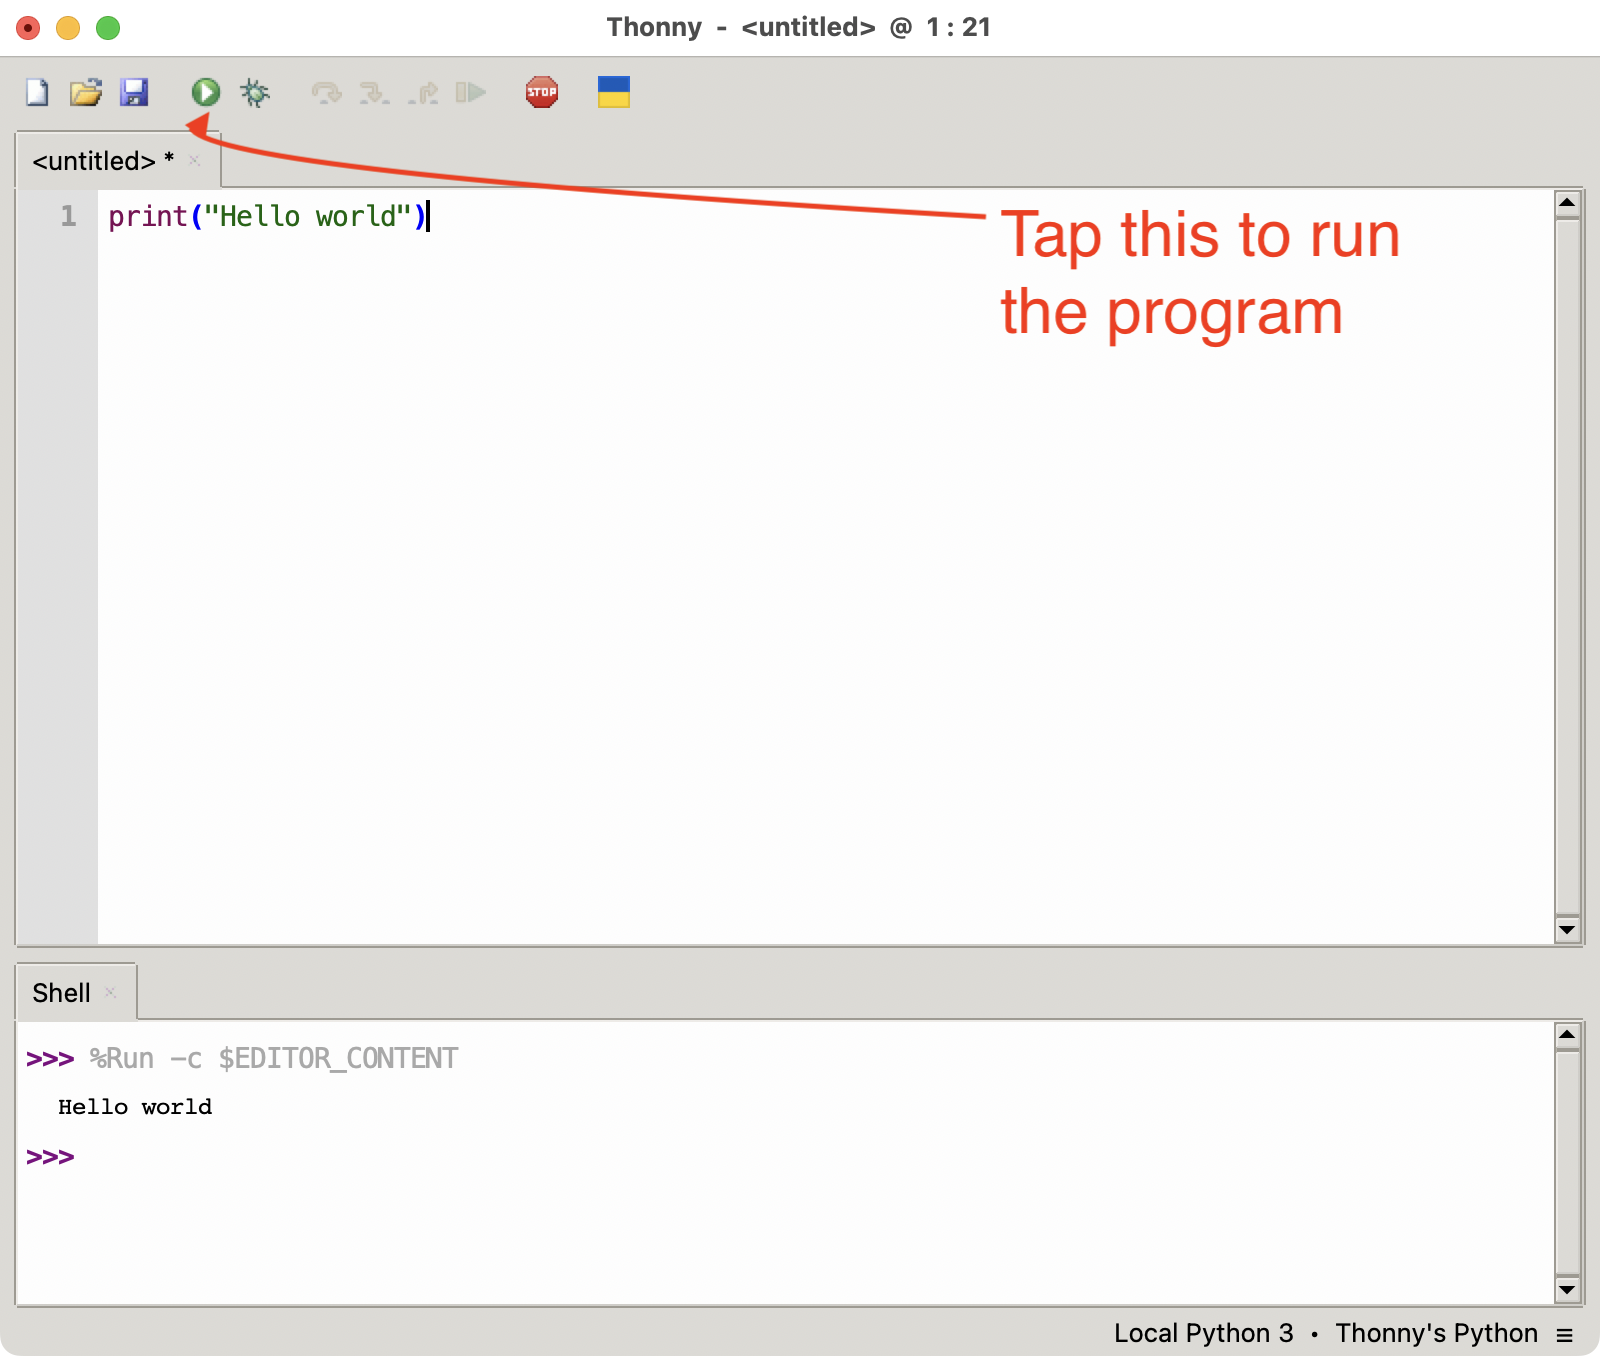 Thonny - <untitled> @ 1:21
STOP
<untitled> *
1 print("Hello world")
Tap this to run
the program
Shell
>>> %Run -c $EDITOR_CONTENT
Hello world
>>>
Local Python 3 • Thonny's Python ≡